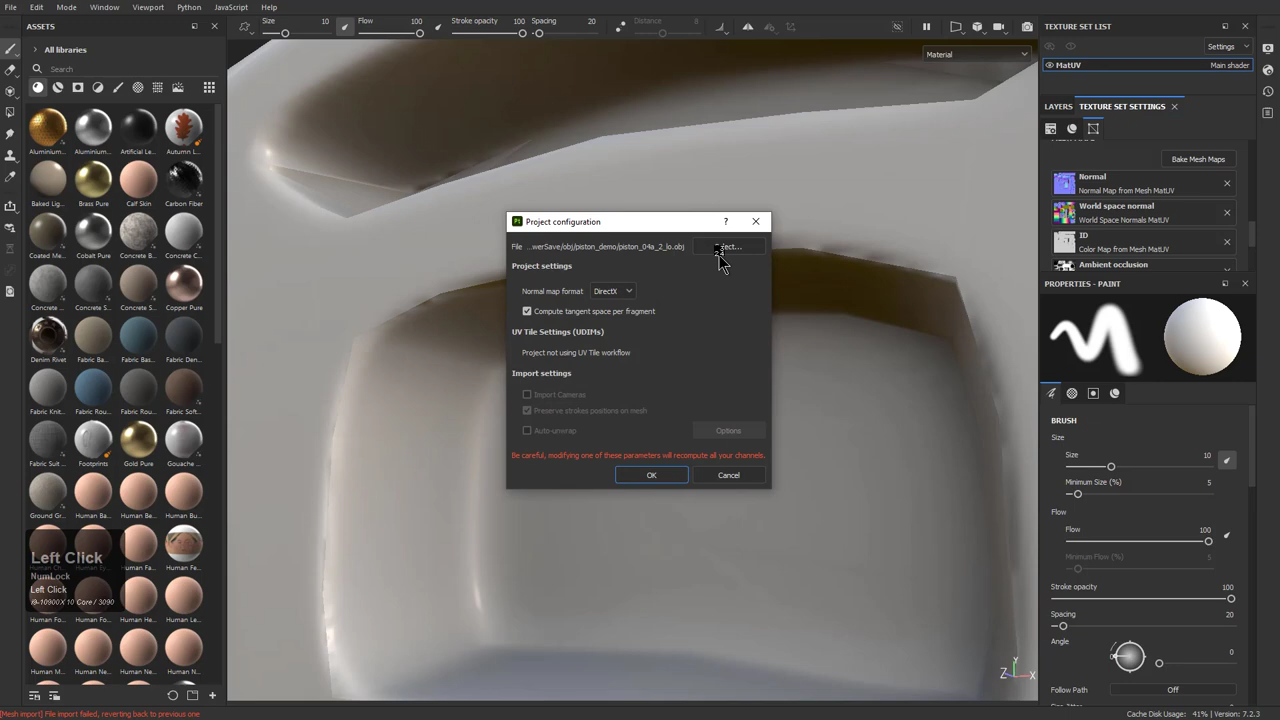 File
Edit
Mode
Window
Viewport
Python
JavaScript
Help
ASSETS
Size
10
Flow
100
Stroke opacity
100
Spacing
20
Distance
8
TEXTURE SET LIST
All libraries
Search
Material
Settings
MatUV
Main shader
LAYERS
TEXTURE SET SETTINGS
Bake Mesh Maps
Normal
Normal Map from Mesh MatUV
World space normal
World Space Normals MatUV
ID
Color Map from Mesh MatUV
Ambient occlusion
PROPERTIES - PAINT
Aluminium...
Aluminium...
Artificial Le...
Autumn L...
Baked Lig...
Brass Pure
Calf Skin
Carbon Fiber
Coated Me...
Cobalt Pure
Concrete ...
Concrete C...
Concrete ...
Concrete ...
Concrete S...
Copper Pure
Denim Rivet
Fabric Ba...
Fabric Bas...
Fabric Den...
Fabric Knit...
Fabric Rou...
Fabric Rou...
Fabric Soft...
Fabric Suit ...
Footprints
Gold Pure
Gouache ...
Ground Gr...
Human Ba...
Human Be...
Human Bu...
Human Fa...
Human Fe...
Human Fo...
Human Fo...
Human He...
Human Le...
Human M...
Human Ne...
Human Ne...
Human Ne...
Left Click
NumLock
Left Click
i9-10900X 10 Core / 3090
Project configuration
?
File
...werSave/obj/piston_demo/piston_04a_2_lo.obj
Project settings
Normal map format
DirectX
Compute tangent space per fragment
UV Tile Settings (UDIMs)
Project not using UV Tile workflow
Import settings
Import Cameras
Preserve strokes positions on mesh
Auto-unwrap
Options
Be careful, modifying one of these parameters will recompute all your channels.
OK
Cancel
BRUSH
Size
Size
10
Minimum Size (%)
5
Flow
Flow
100
Minimum Flow (%)
5
Stroke opacity
100
Spacing
20
Angle
0
Follow Path
Off
Y
Z
X
[Mesh import] File import failed, reverting back to previous one
Cache Disk Usage:
41% | Version: 7.2.3